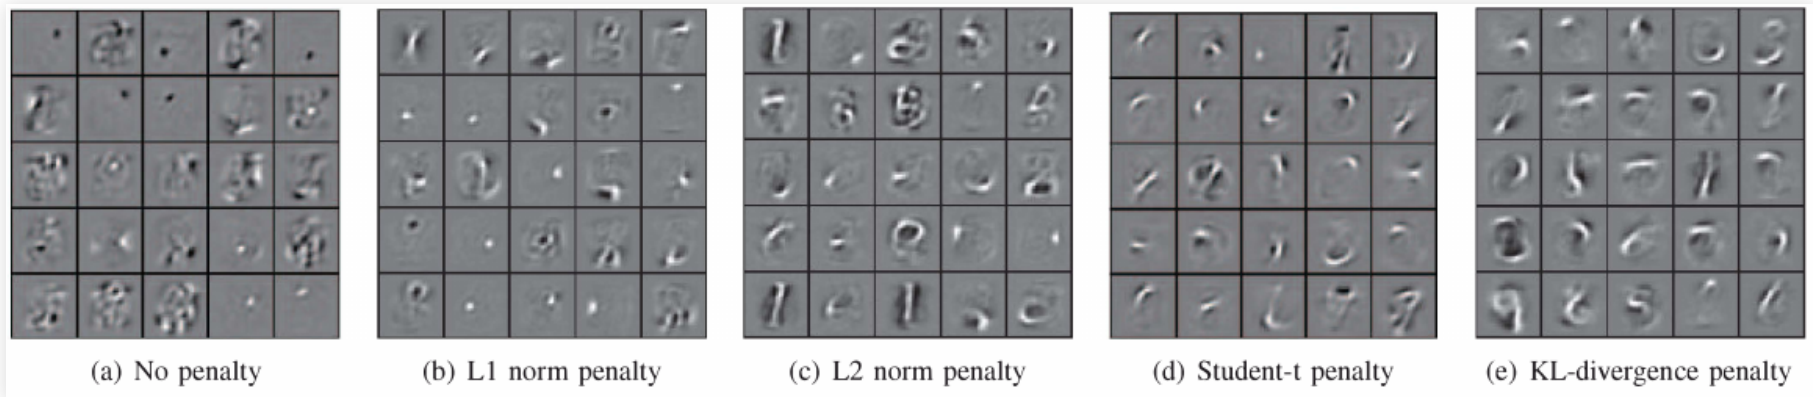 (a) No penalty
(b) L1 norm penalty
(c) L2 norm penalty
(d) Student-t penalty
(e) KL-divergence penalty